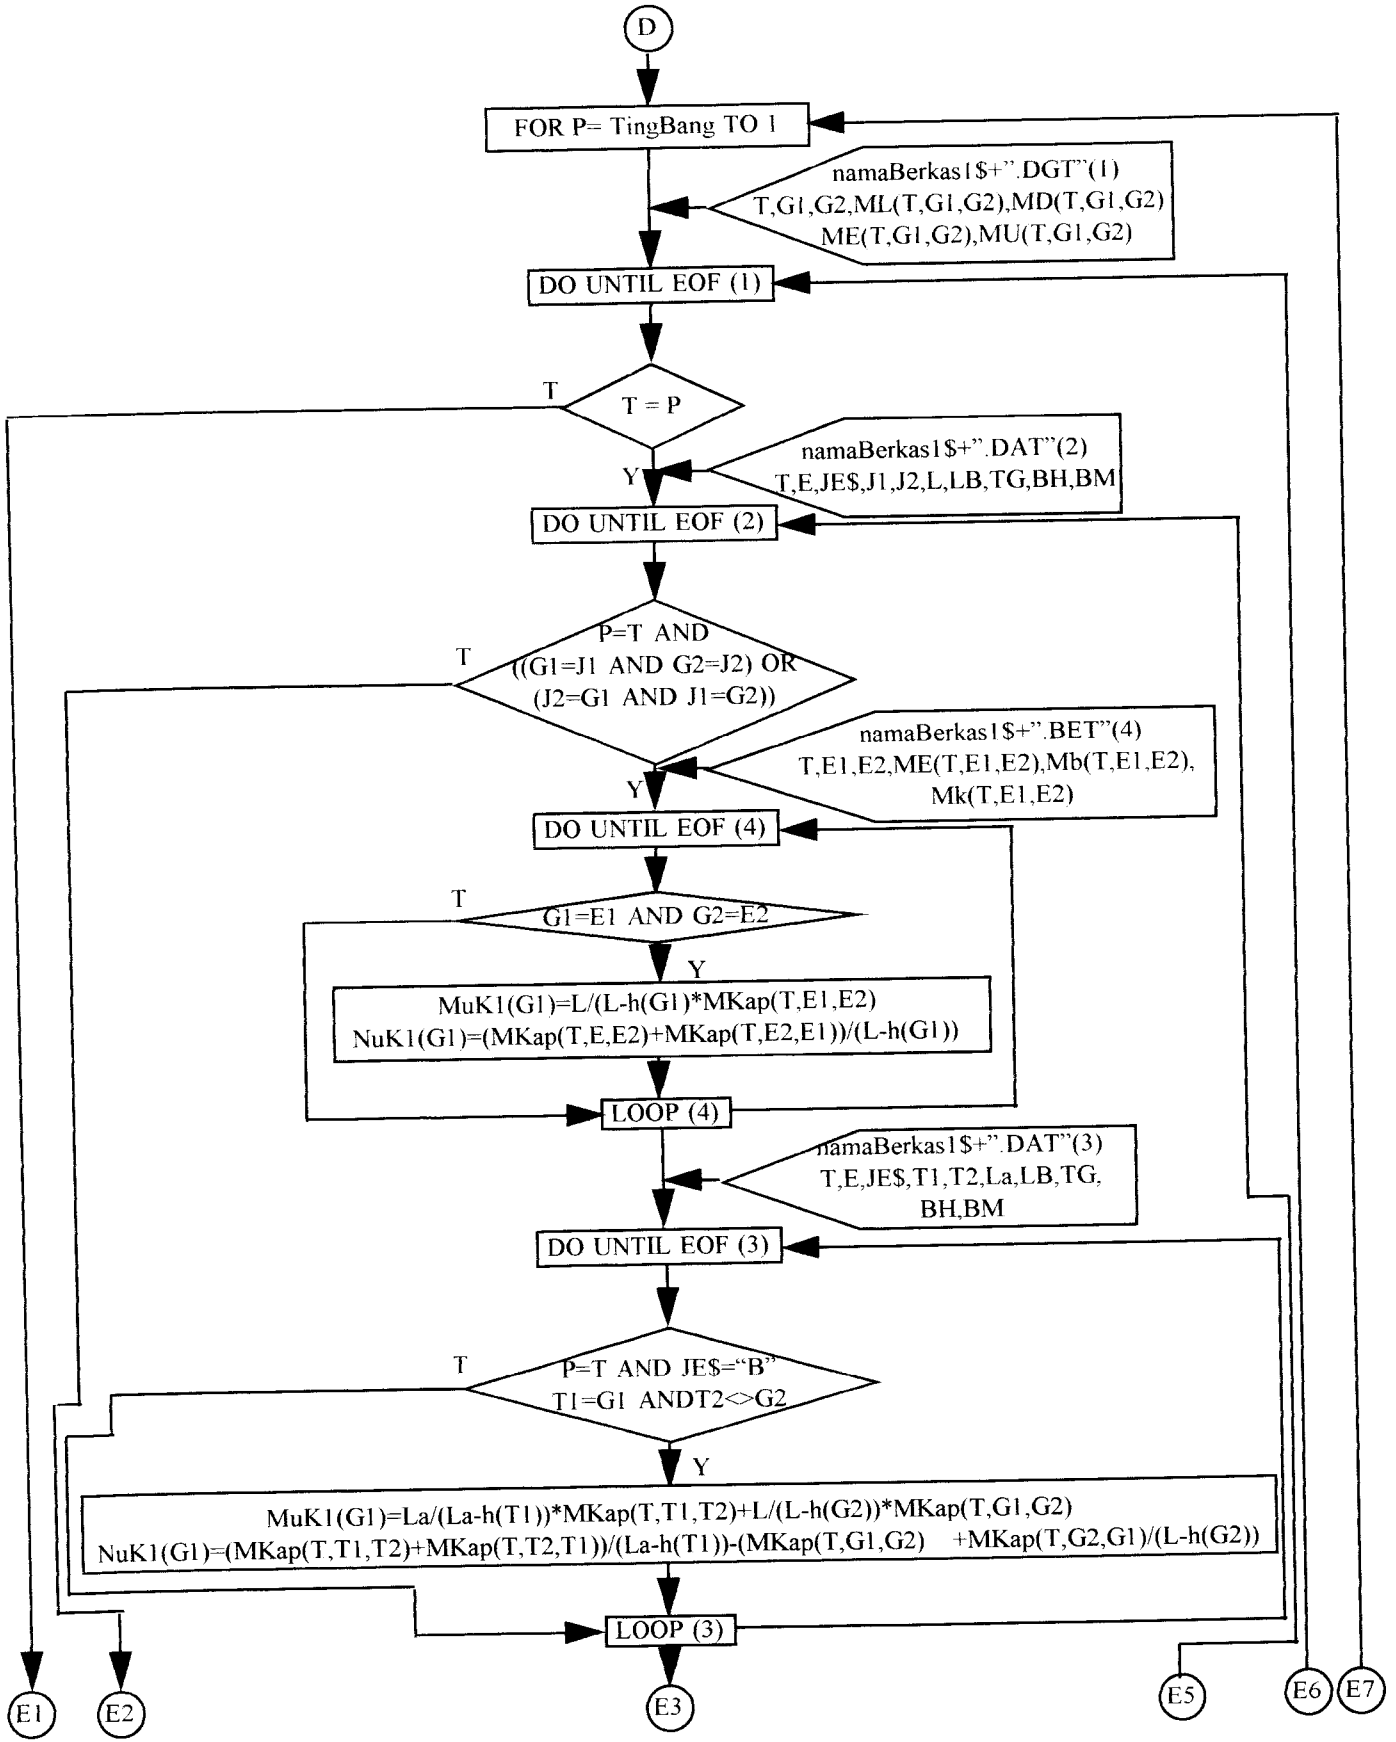 D
FOR P= TingBang TO 1
namaBerkas1$+".DGT"(1)
T,G1,G2,ML(T,G1,G2),MD(T,G1,G2)
ME(T,G1,G2),MU(T,G1,G2)
DO UNTIL EOF (1)
T
T = P
namaBerkas1$+".DAT"(2)
T,E,JE$,J1,J2,L,LB,TG,BH,BM
Y
DO UNTIL EOF (2)
T
P=T AND
((G1=J1 AND G2=J2) OR
(J2=G1 AND J1=G2))
namaBerkas1$+".BET"(4)
T,E1,E2,ME(T,E1,E2),Mb(T,E1,E2),
Mk(T,E1,E2)
Y
DO UNTIL EOF (4)
T
G1=E1 AND G2=E2
Y
MuK1(G1)=L/(L-h(G1)*MKap(T,E1,E2)
NuK1(G1)=(MKap(T,E,E2)+MKap(T,E2,E1))/(L-h(G1))
LOOP (4)
namaBerkas1$+".DAT"(3)
T,E,JE$,T1,T2,La,LB,TG,
BH,BM
DO UNTIL EOF (3)
T
P=T AND JE$="B"
T1=G1 ANDT2<>G2
Y
MuK1(G1)=La/(La-h(T1))*MKap(T,T1,T2)+L/(L-h(G2))*MKap(T,G1,G2)
NuK1(G1)=(MKap(T,T1,T2)+MKap(T,T2,T1))/(La-h(T1))-(MKap(T,G1,G2) +MKap(T,G2,G1)/(L-h(G2))
LOOP (3)
E1
E2
E3
E5
E6
E7